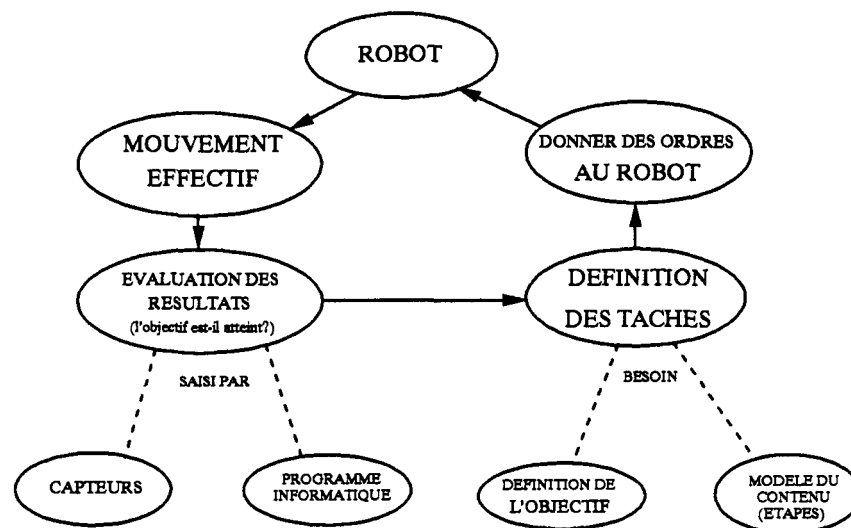 ROBOT
MOUVEMENT
EFFECTIF
DONNER DES ORDRES
AU ROBOT
EVALUATION DES
RESULTATS
(l'objectif est-il atteint?)
DEFINITION
DES TACHES
SAISI PAR
BESOIN
CAPTEURS
PROGRAMME
INFORMATIQUE
DEFINITION DE
L'OBJECTIF
MODELE DU
CONTENU
(ETAPES)